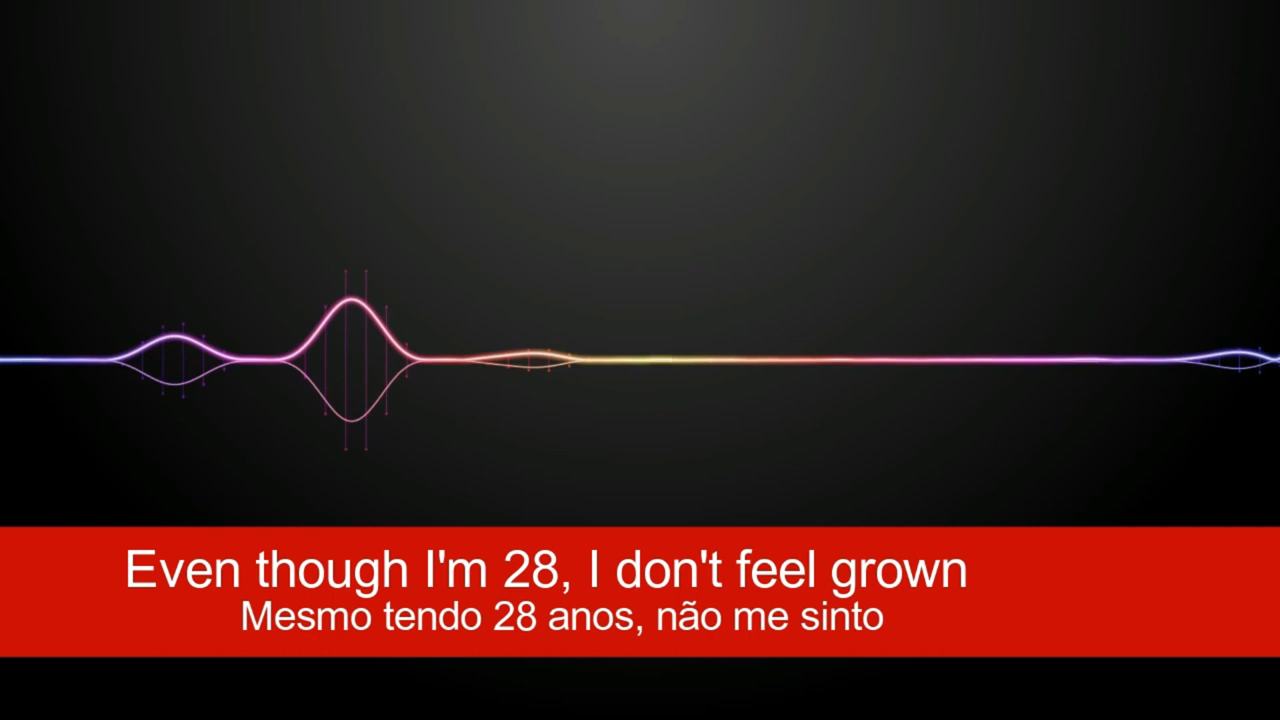 Even though I'm 28, I don't feel grown
Mesmo tendo 28 anos, não me sinto